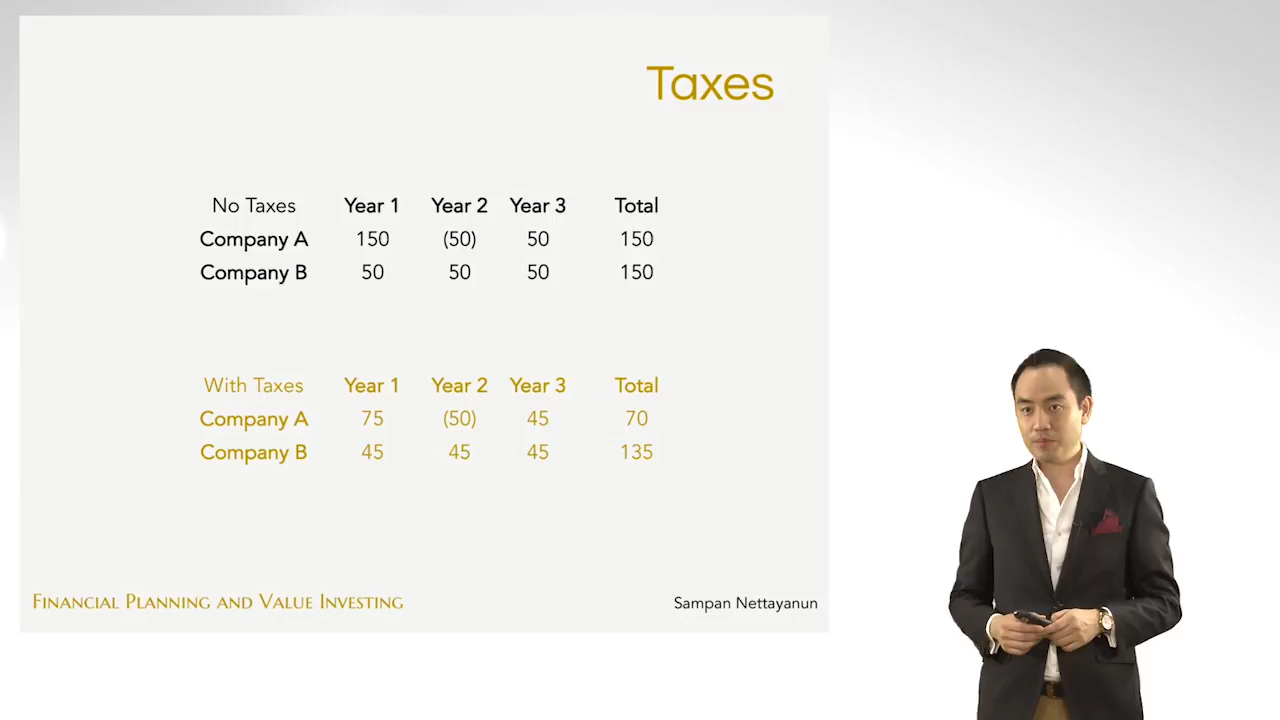 Taxes
No Taxes Year 1 Year 2 Year 3 Total
Company A 150 (50) 50 150
Company B 50 50 50 150
With Taxes Year 1 Year 2 Year 3 Total
Company A 75 (50) 45 70
Company B 45 45 45 135
Financial Planning and Value Investing
Sampan Nettayanun